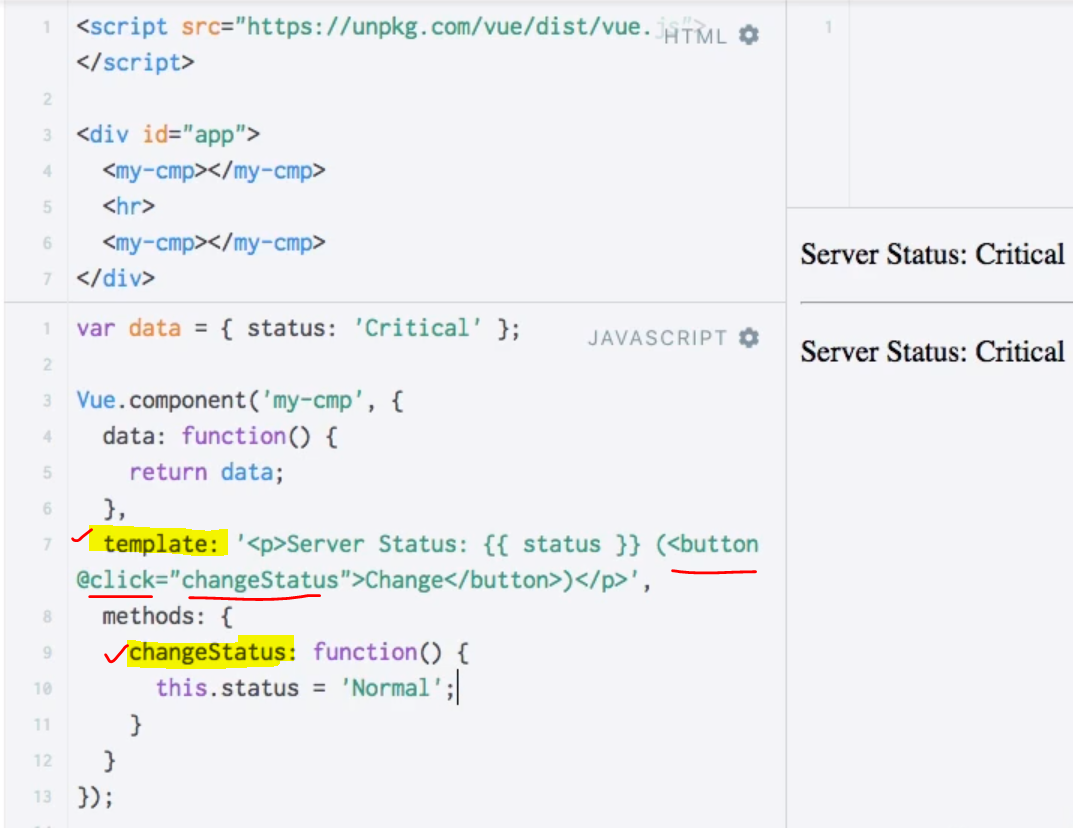 1 <script src="https://unpkg.com/vue/dist/vue.js">
HTML
</script>
2
3 <div id="app">
4 <my-cmp></my-cmp>
5 <hr>
6 <my-cmp></my-cmp>
7 </div>
1 var data = { status: 'Critical' };
JAVASCRIPT
2
3 Vue.component('my-cmp', {
4 data: function() {
5 return data;
6 },
7 template: '<p>Server Status: {{ status }} (<button
@click="changeStatus">Change</button>)</p>',
8 methods: {
9 changeStatus: function() {
10 this.status = 'Normal';
11 }
12 }
13 });
1
Server Status: Critical
Server Status: Critical